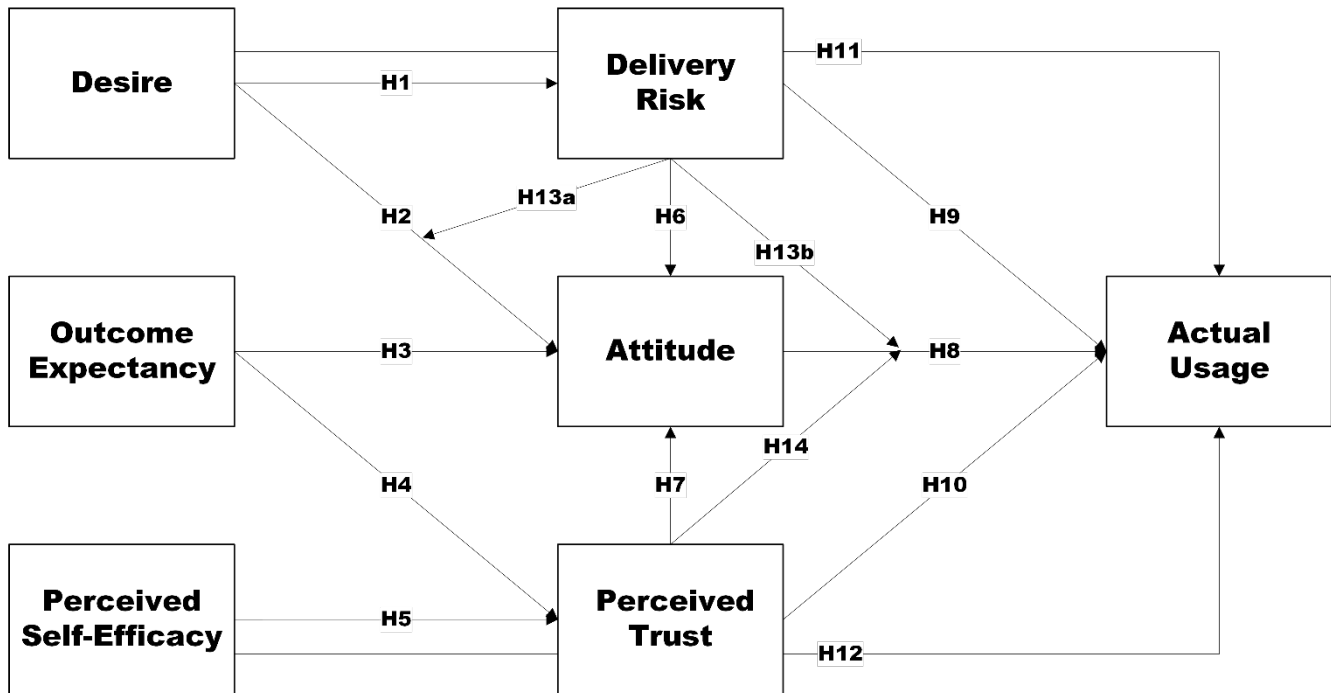 Desire
H1
Delivery
Risk
H11
H13a
H2
H6
H13b
H9
Outcome
Expectancy
H3
Attitude
H8
Actual
Usage
H14
H4
H7
H10
Perceived
Self-Efficacy
H5
Perceived
Trust
H12